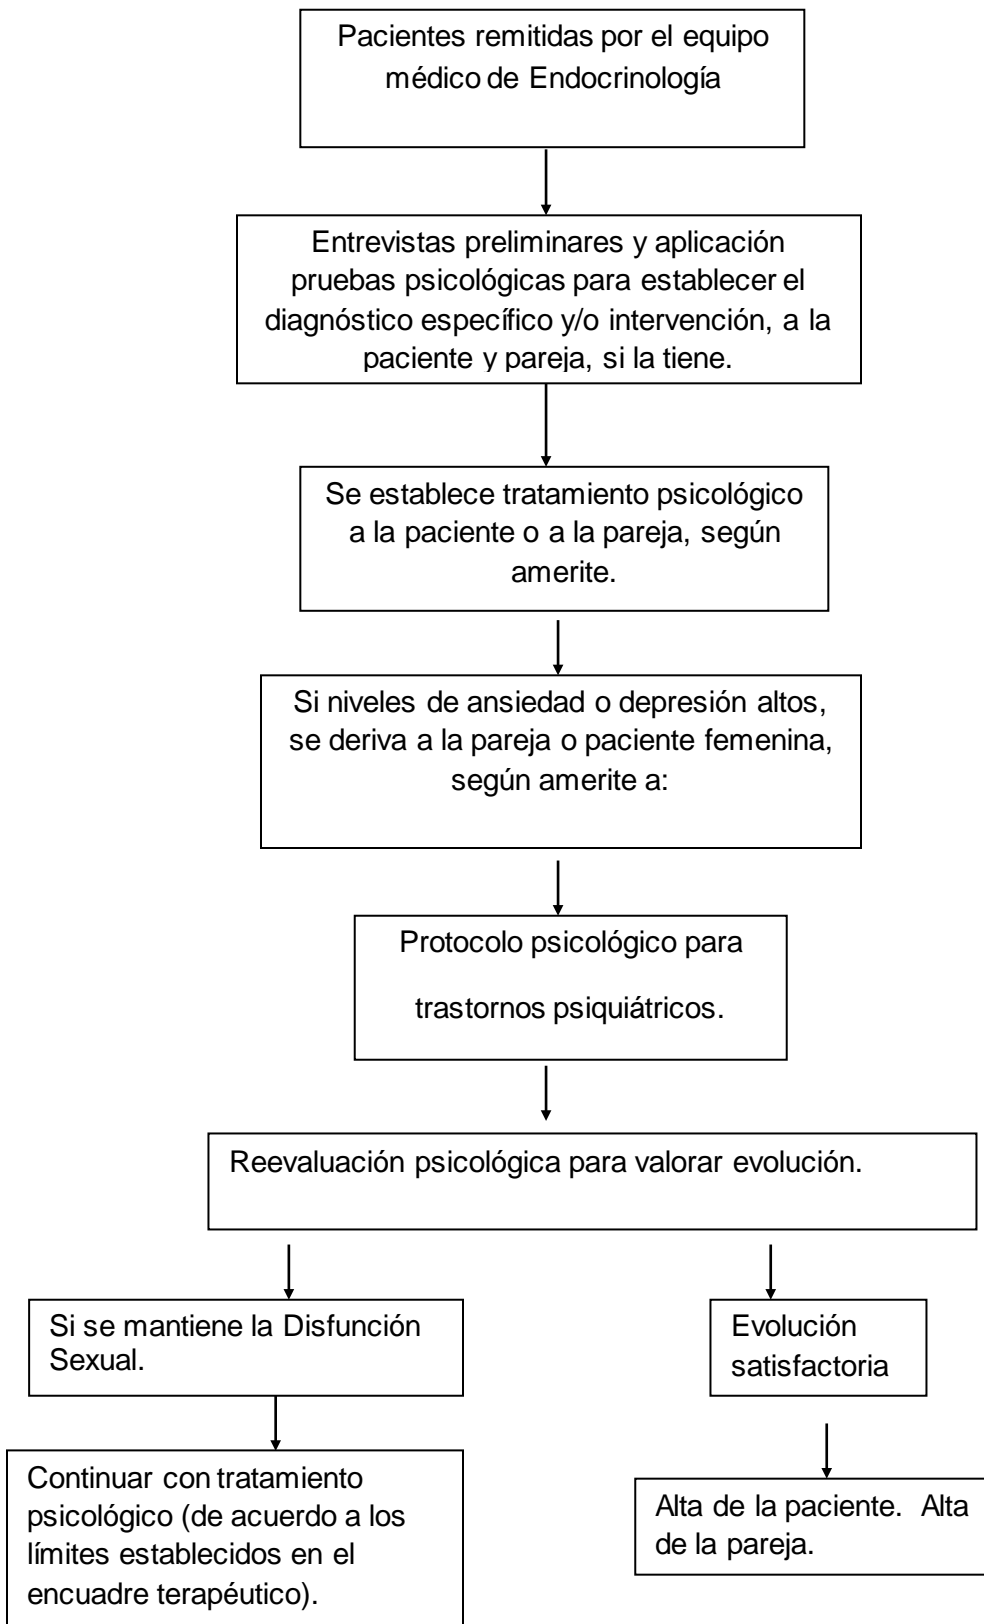 Pacientes remitidas por el equipo
médico de Endocrinología
Entrevistas preliminares y aplicación
pruebas psicológicas para establecer el
diagnóstico específico y/o intervención, a la
paciente y pareja, si la tiene.
Se establece tratamiento psicológico
a la paciente o a la pareja, según
amerite.
Si niveles de ansiedad o depresión altos,
se deriva a la pareja o paciente femenina,
según amerite a:
Protocolo psicológico para
trastornos psiquiátricos.
Reevaluación psicológica para valorar evolución.
Si se mantiene la Disfunción
Sexual.
Continuar con tratamiento
psicológico (de acuerdo a los
límites establecidos en el
encuadre terapéutico).
Evolución
satisfactoria
Alta de la paciente.  Alta
de la pareja.